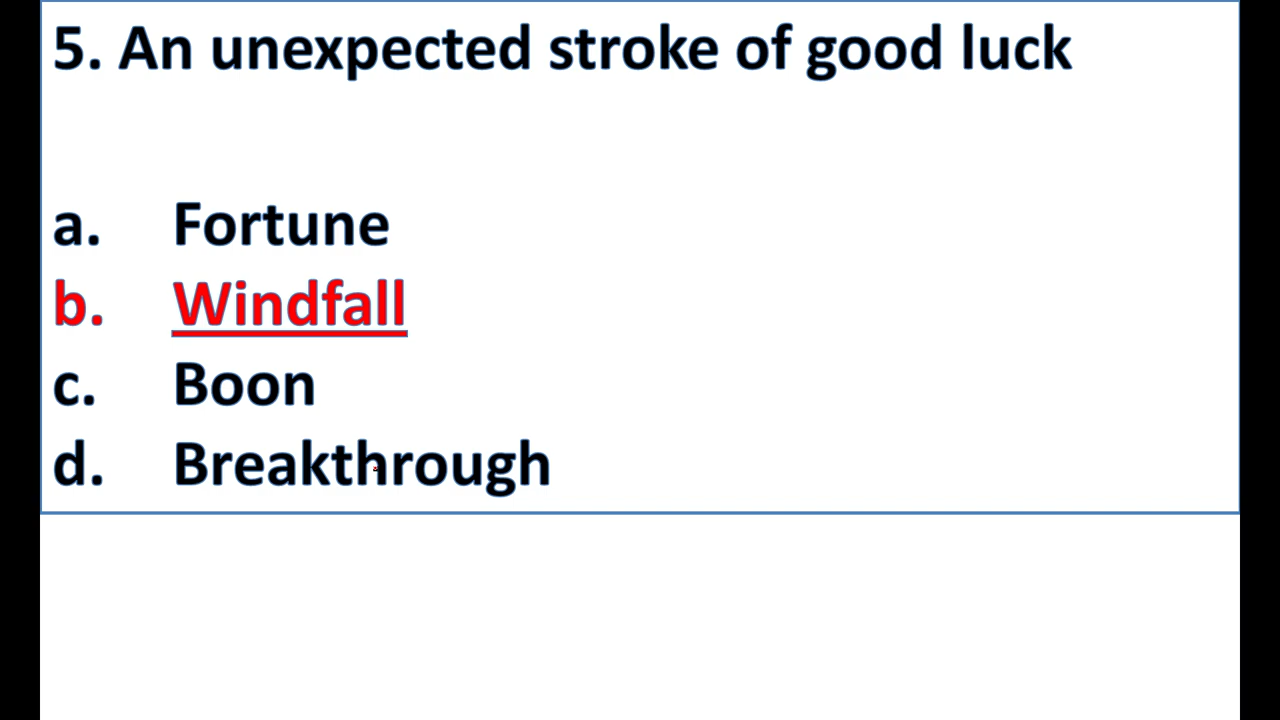 5. An unexpected stroke of good luck
a. Fortune
b. Windfall
c. Boon
d. Breakthrough